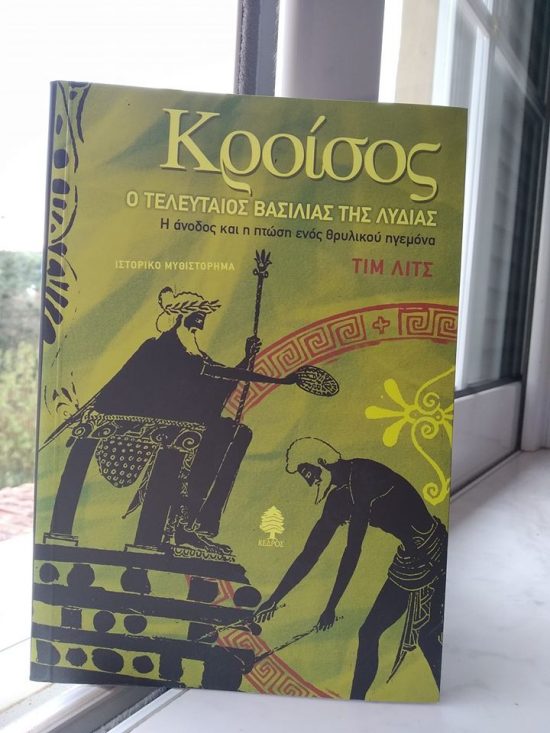 Κροίσος
Ο ΤΕΛΕΥΤΑΙΟΣ ΒΑΣΙΛΙΑΣ ΤΗΣ ΛΥΔΙΑΣ
Η άνοδος και η πτώση ενός θρυλικού ηγεμόνα
ΙΣΤΟΡΙΚΟ ΜΥΘΙΣΤΟΡΗΜΑ
ΤΙΜ ΛΙΤΣ
ΚΕΔΡΟΣ